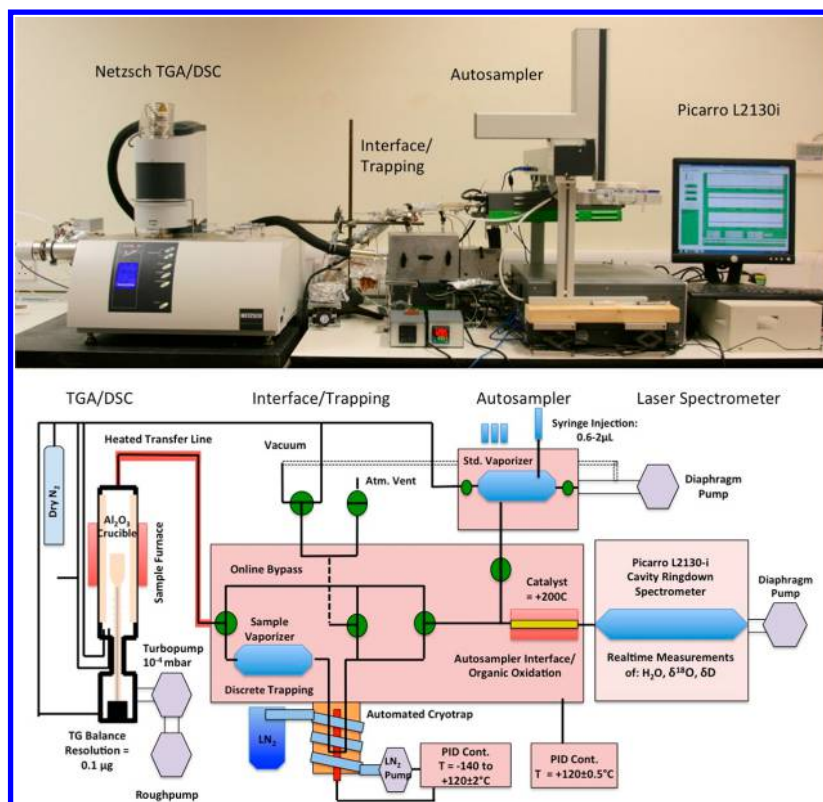 Netzsch TGA/DSC
Autosampler
Picarro L2130i
Interface/
Trapping
NETZSCH
TGA/DSC
Interface/Trapping
Autosampler
Laser Spectrometer
Heated Transfer Line
Vacuum
Atm. Vent
Syringe Injection:
0.6-2µL
Std. Vaporizer
Diaphragm
Pump
Dry N₂
Al₂O₃
Crucible
Sample Furnace
Online Bypass
Catalyst
= +200C
Picarro L2130-i
Cavity Ringdown
Spectrometer
Diaphragm
Pump
Sample
Vaporizer
Turbopump
10⁻⁴ mbar
Discrete Trapping
Autosampler Interface/
Organic Oxidation
Realtime Measurements
of: H₂O, δ¹⁸O, δD
Automated Cryotrap
LN₂
TG Balance
Resolution =
0.1 µg
LN₂
Pump
PID Cont.
T = -140 to
+120±2°C
PID Cont.
T = +120±0.5°C
Roughpump